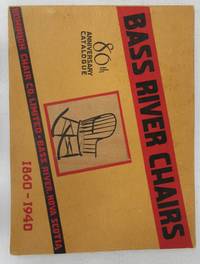 BASS RIVER CHAIRS
80th
ANNIVERSARY
CATALOGUE
DOMINION CHAIR CO. LIMITED · BASS RIVER, NOVA SCOTIA
1860 - 1940